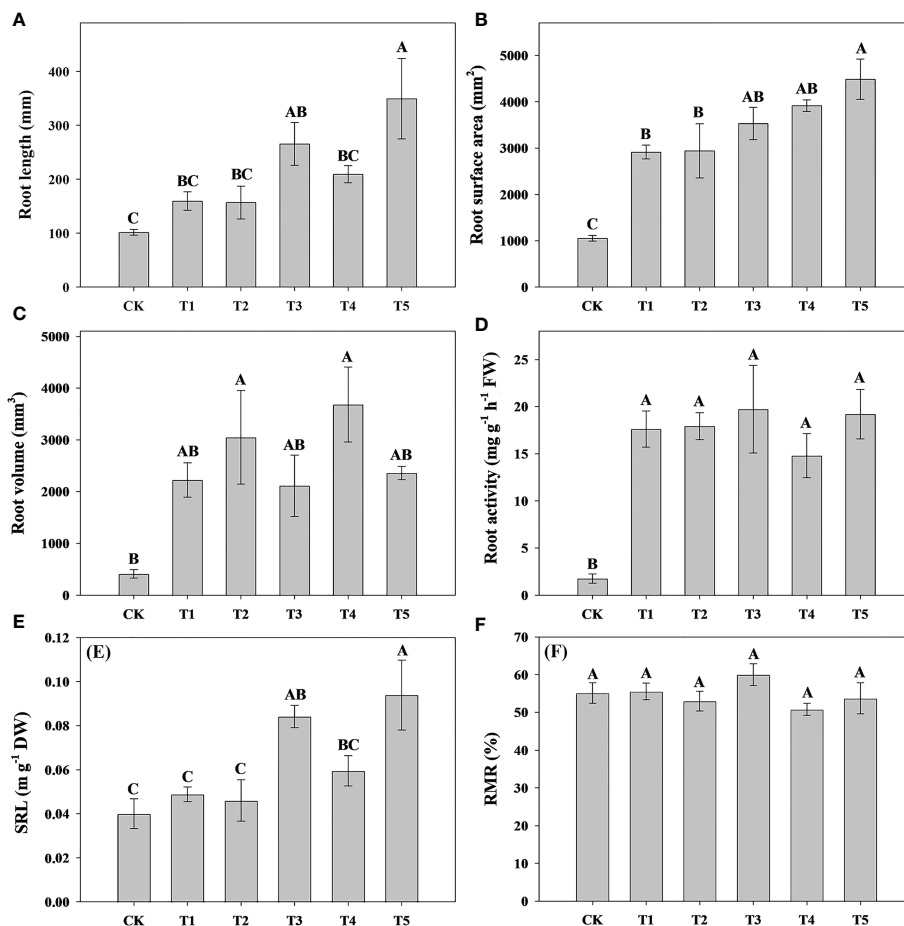 A
Root length (mm)
400
300
200
100
0
C
BC
BC
AB
BC
A
CK T1 T2 T3 T4 T5
B
Root surface area (mm²)
5000
4000
3000
2000
1000
0
C
B
B
AB
AB
A
CK T1 T2 T3 T4 T5
C
Root volume (mm³)
5000
4000
3000
2000
1000
0
B
AB
A
AB
A
AB
CK T1 T2 T3 T4 T5
D
Root activity (mg g⁻¹ h⁻¹ FW)
25
20
15
10
5
0
B
A
A
A
A
A
CK T1 T2 T3 T4 T5
E
(E)
SRL (m g⁻¹ DW)
0.12
0.10
0.08
0.06
0.04
0.02
0.00
C
C
C
AB
BC
A
CK T1 T2 T3 T4 T5
F
(F)
RMR (%)
70
60
50
40
30
20
10
0
A
A
A
A
A
A
CK T1 T2 T3 T4 T5